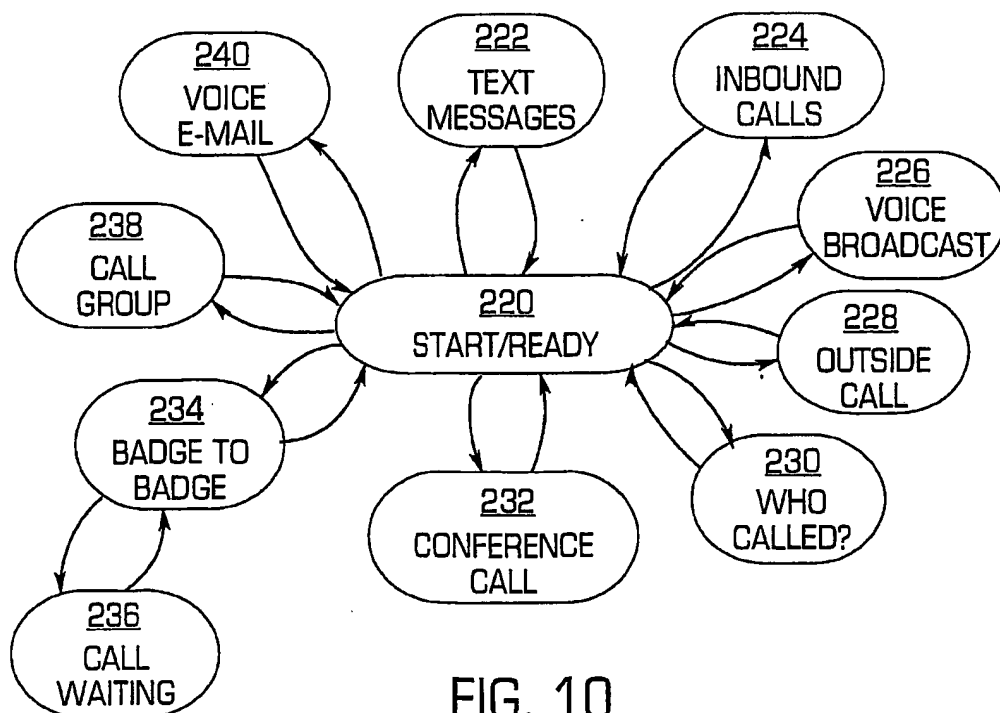 240
VOICE
E-MAIL
222
TEXT
MESSAGES
224
INBOUND
CALLS
226
VOICE
BROADCAST
238
CALL
GROUP
220
START/READY
228
OUTSIDE
CALL
234
BADGE TO
BADGE
232
CONFERENCE
CALL
230
WHO
CALLED?
236
CALL
WAITING
FIG. 10